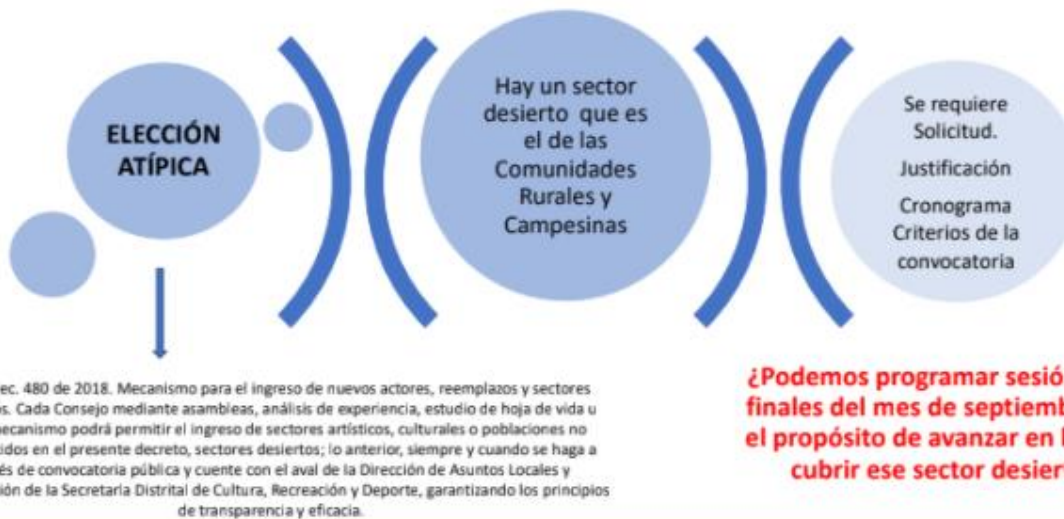 ELECCIÓN
ATÍPICA
Hay un sector
desierto que es
el de las
Comunidades
Rurales y
Campesinas
Se requiere
Solicitud.
Justificación
Cronograma
Criterios de la
convocatoria
ec. 480 de 2018. Mecanismo para el ingreso de nuevos actores, reemplazos y sectores
os. Cada Consejo mediante asambleas, análisis de experiencia, estudio de hoja de vida u
mecanismo podrá permitir el ingreso de sectores artísticos, culturales o poblaciones no
tidos en el presente decreto, sectores desiertos; lo anterior, siempre y cuando se haga a
és de convocatoria pública y cuente con el aval de la Dirección de Asuntos Locales y
ión de la Secretaría Distrital de Cultura, Recreación y Deporte, garantizando los principios
de transparencia y eficacia.
¿Podemos programar sesió
finales del mes de septiemb
el propósito de avanzar en l
cubrir ese sector desier